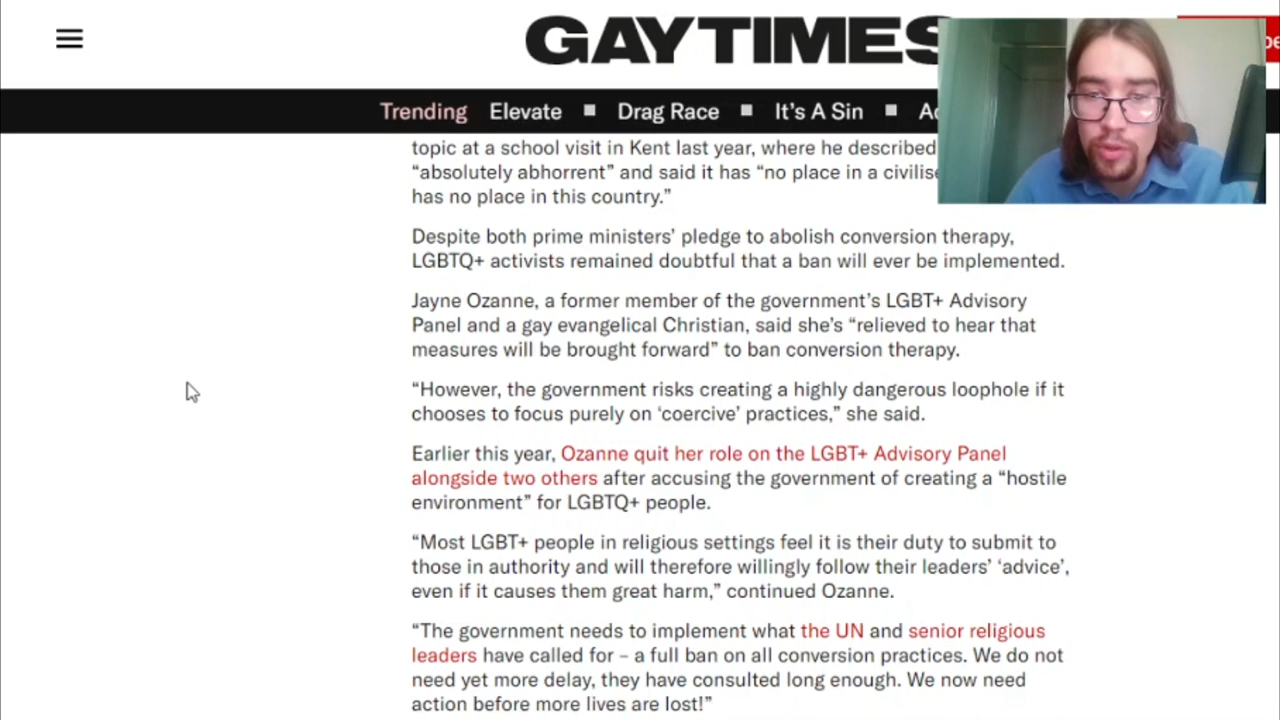 GAYTIMES
Trending Elevate ■ Drag Race ■ It's A Sin ■
topic at a school visit in Kent last year, where he described
“absolutely abhorrent” and said it has “no place in a
has no place in this country.”
Despite both prime ministers’ pledge to abolish conversion therapy,
LGBTQ+ activists remained doubtful that a ban will ever be implemented.
Jayne Ozanne, a former member of the government’s LGBT+ Advisory
Panel and a gay evangelical Christian, said she’s “relieved to hear that
measures will be brought forward” to ban conversion therapy.
“However, the government risks creating a highly dangerous loophole if it
chooses to focus purely on ‘coercive’ practices,” she said.
Earlier this year, Ozanne quit her role on the LGBT+ Advisory Panel
alongside two others after accusing the government of creating a “hostile
environment” for LGBTQ+ people.
“Most LGBT+ people in religious settings feel it is their duty to submit to
those in authority and will therefore willingly follow their leaders’ ‘advice’,
even if it causes them great harm,” continued Ozanne.
“The government needs to implement what the UN and senior religious
leaders have called for – a full ban on all conversion practices. We do not
need yet more delay, they have consulted long enough. We now need
action before more lives are lost!”